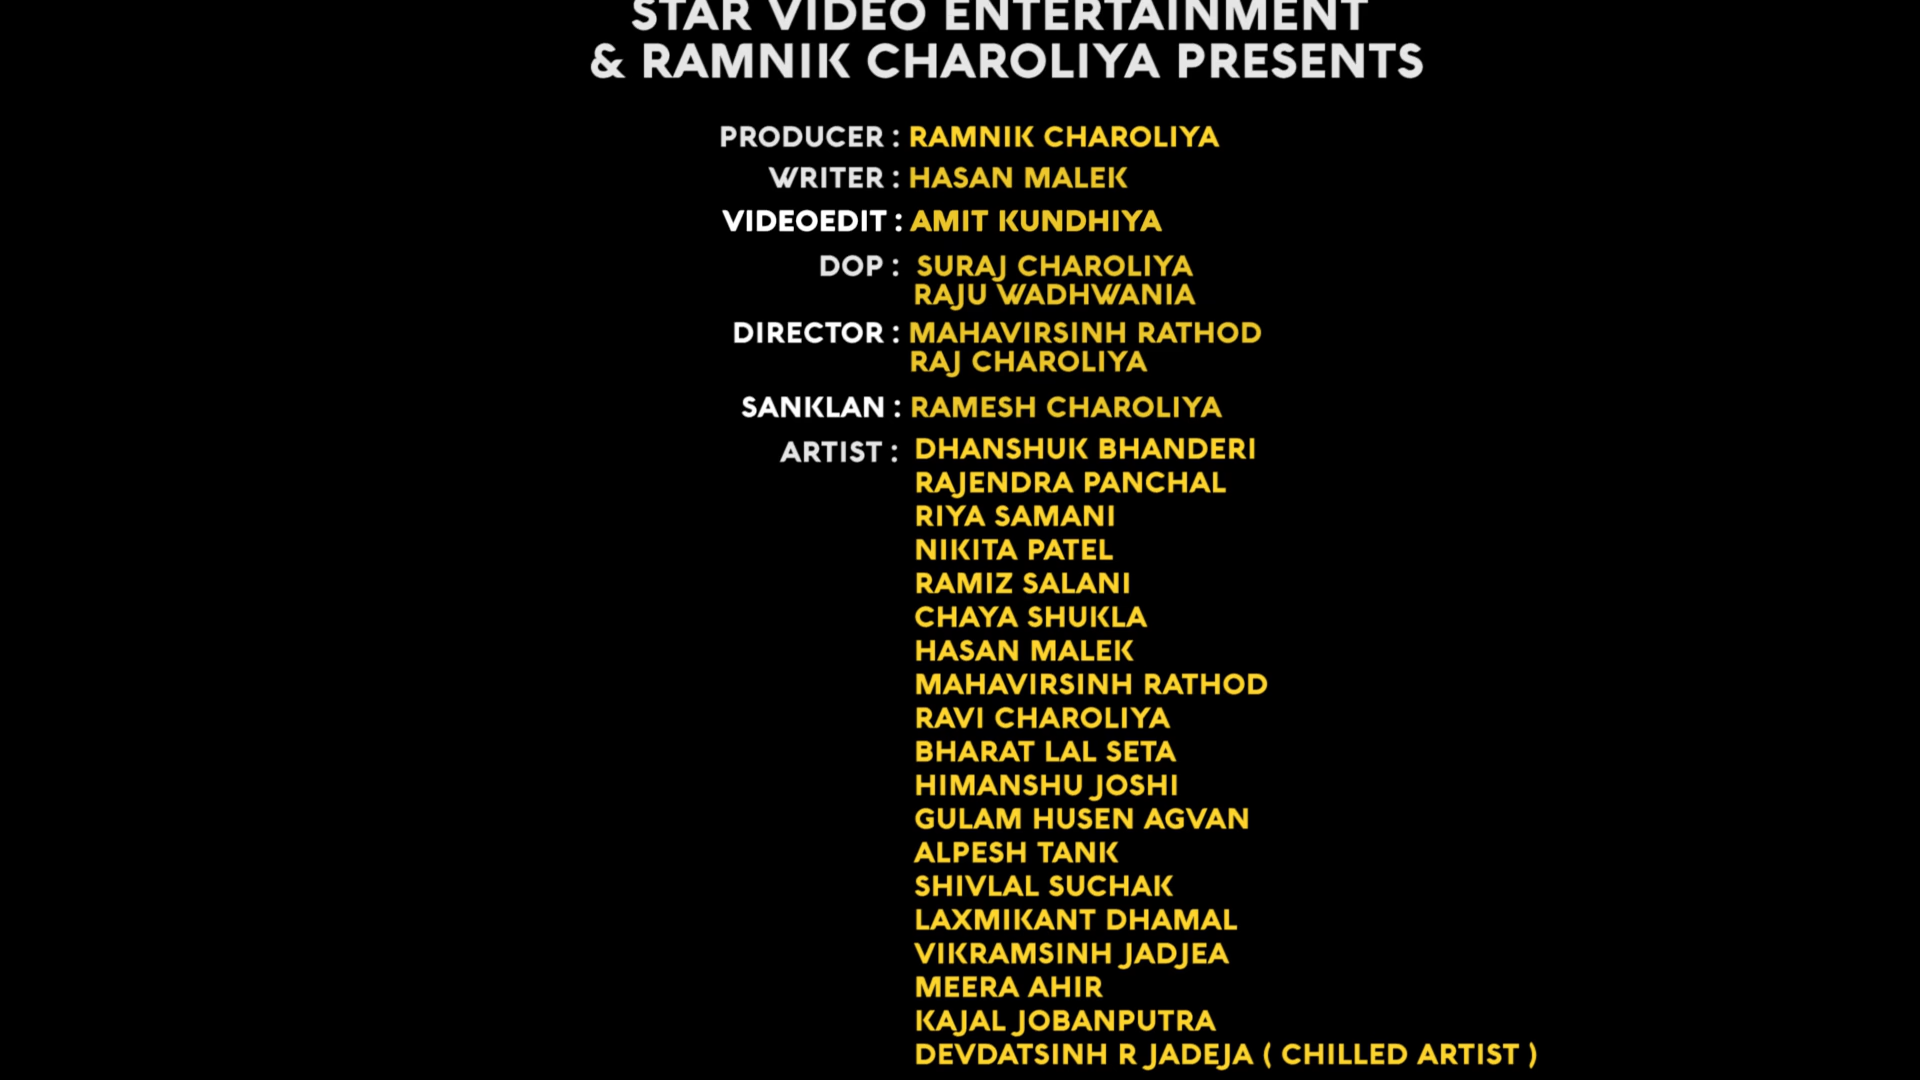 STAR VIDEO ENTERTAINMENT
& RAMNIK CHAROLIYA PRESENTS
PRODUCER : RAMNIK CHAROLIYA
WRITER : HASAN MALEK
VIDEOEDIT : AMIT KUNDHIYA
DOP : SURAJ CHAROLIYA
RAJU WADHWANIA
DIRECTOR : MAHAVIRSINH RATHOD
RAJ CHAROLIYA
SANKLAN : RAMESH CHAROLIYA
ARTIST : DHANSHUK BHANDERI
RAJENDRA PANCHAL
RIYA SAMANI
NIKITA PATEL
RAMIZ SALANI
CHAYA SHUKLA
HASAN MALEK
MAHAVIRSINH RATHOD
RAVI CHAROLIYA
BHARAT LAL SETA
HIMANSHU JOSHI
GULAM HUSEN AGVAN
ALPESH TANK
SHIVLAL SUCHAK
LAXMIKANT DHAMAL
VIKRAMSINH JADJEA
MEERA AHIR
KAJAL JOBANPUTRA
DEVDATSINH R JADEJA ( CHILLED ARTIST )